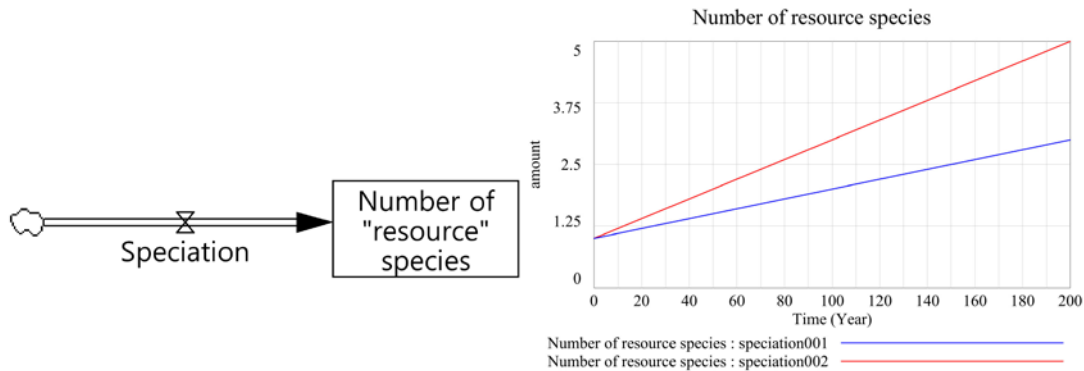 Speciation
Number of
"resource"
species
Number of resource species
5
3.75
2.5
1.25
0
amount
0 20 40 60 80 100 120 140 160 180 200
Time (Year)
Number of resource species : speciation001
Number of resource species : speciation002